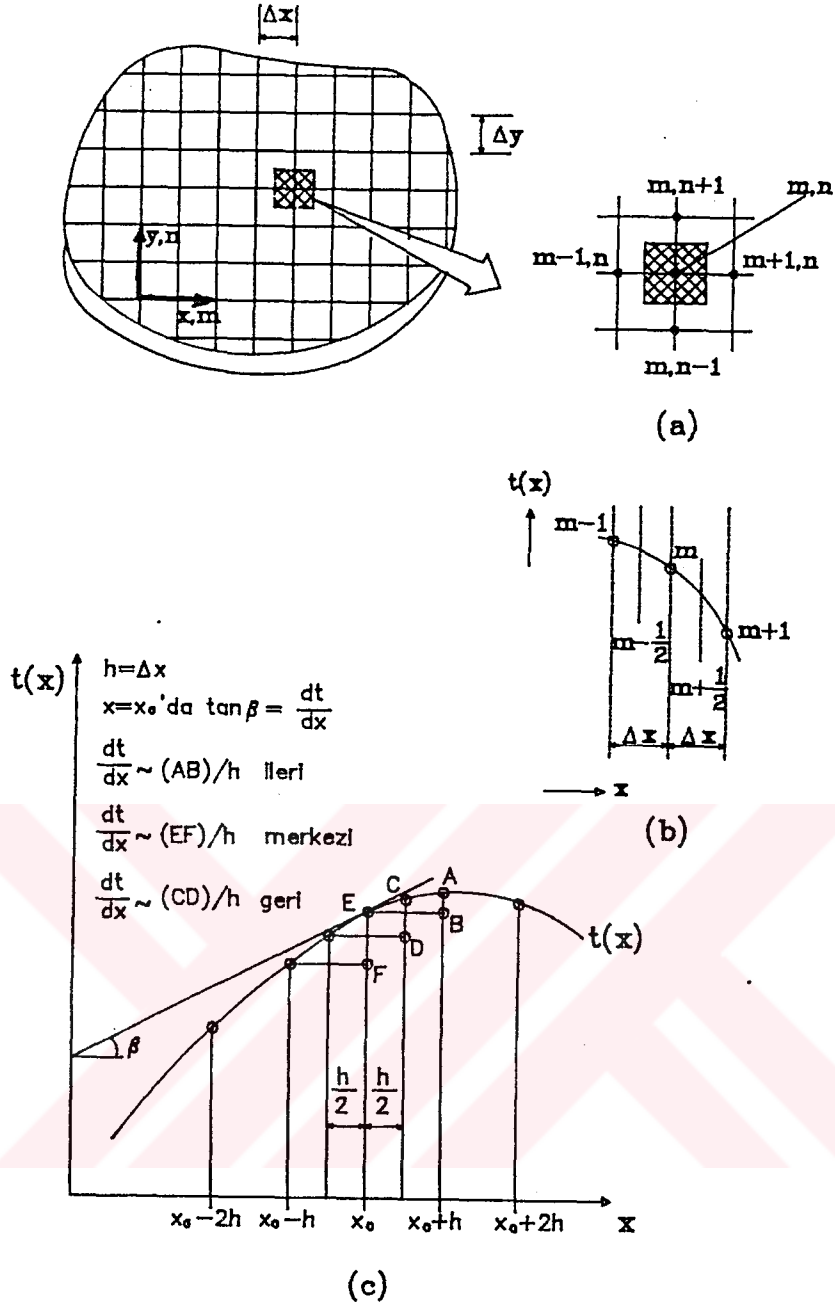 Δx
Δy
y,n
x,m
m,n+1
m,n
m-1,n
m+1,n
m,n-1
(a)
t(x)
m-1
m
m+1
m-1/2
m+1/2
Δx Δx
x
(b)
t(x)
h=Δx
x=x₀'da tanβ = dt/dx
dt/dx ~ (AB)/h ileri
dt/dx ~ (EF)/h merkezi
dt/dx ~ (CD)/h geri
C A
E
B
D
F
t(x)
β
h/2 h/2
x₀-2h x₀-h x₀ x₀+h x₀+2h x
(c)